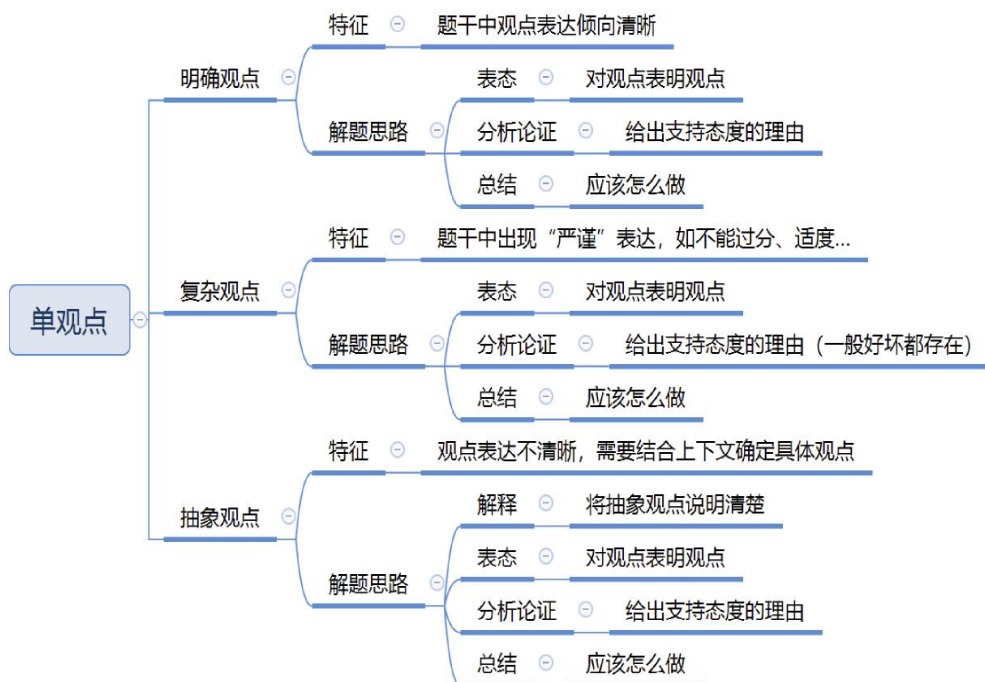 单观点
明确观点
特征
题干中观点表达倾向清晰
解题思路
表态
对观点表明观点
分析论证
给出支持态度的理由
总结
应该怎么做
复杂观点
特征
题干中出现“严谨”表达，如不能过分、适度...
解题思路
表态
对观点表明观点
分析论证
给出支持态度的理由（一般好坏都存在）
总结
应该怎么做
抽象观点
特征
观点表达不清晰，需要结合上下文确定具体观点
解题思路
解释
将抽象观点说明清楚
表态
对观点表明观点
分析论证
给出支持态度的理由
总结
应该怎么做